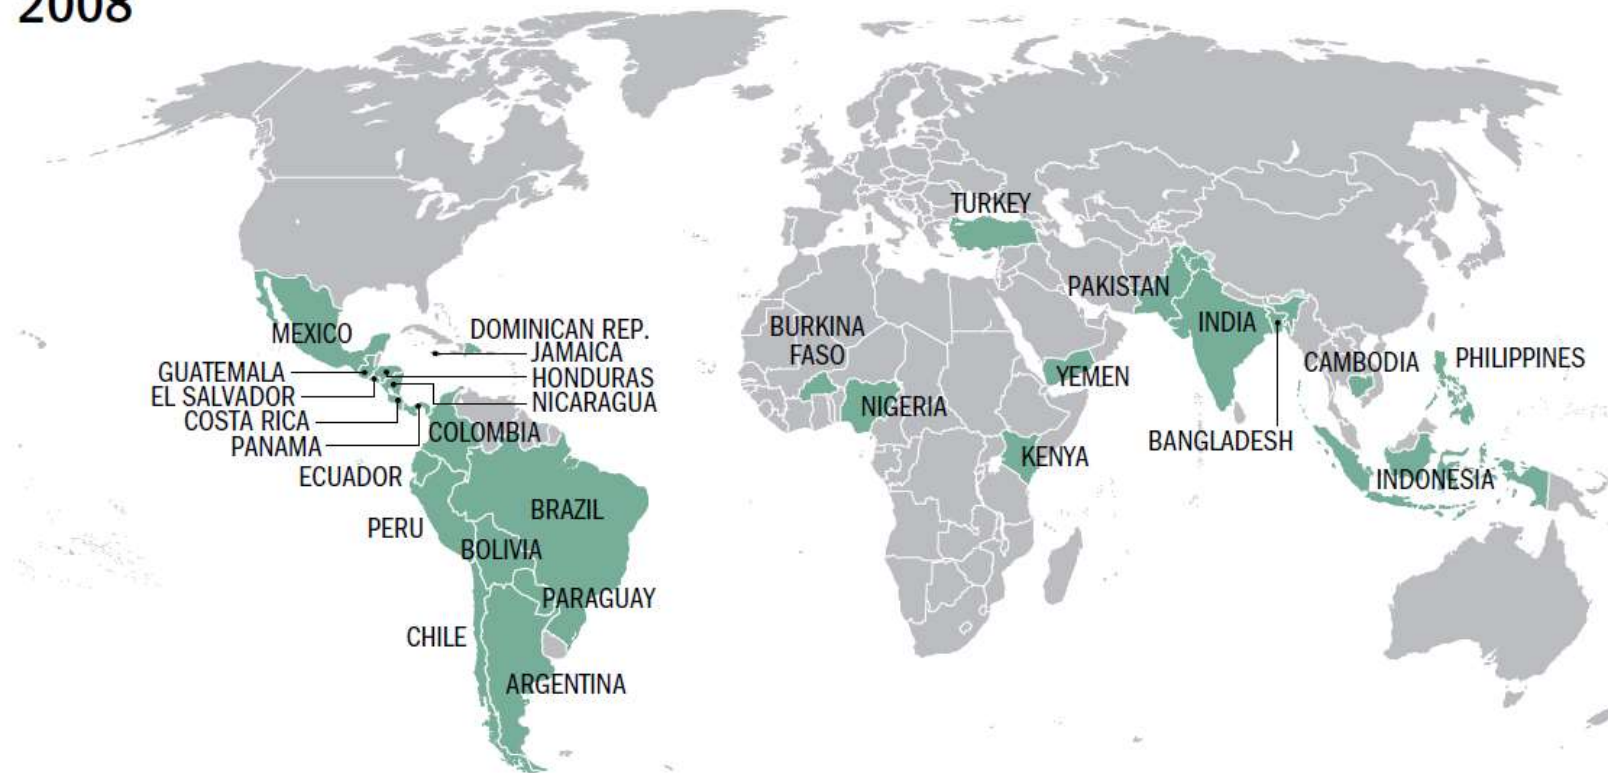 2008
TURKEY
PAKISTAN
INDIA
MEXICO
DOMINICAN REP.
JAMAICA
GUATEMALA
HONDURAS
EL SALVADOR
NICARAGUA
COSTA RICA
PANAMA
COLOMBIA
ECUADOR
BURKINA
FASO
NIGERIA
YEMEN
KENYA
CAMBODIA
PHILIPPINES
BANGLADESH
INDONESIA
BRAZIL
PERU
BOLIVIA
PARAGUAY
CHILE
ARGENTINA